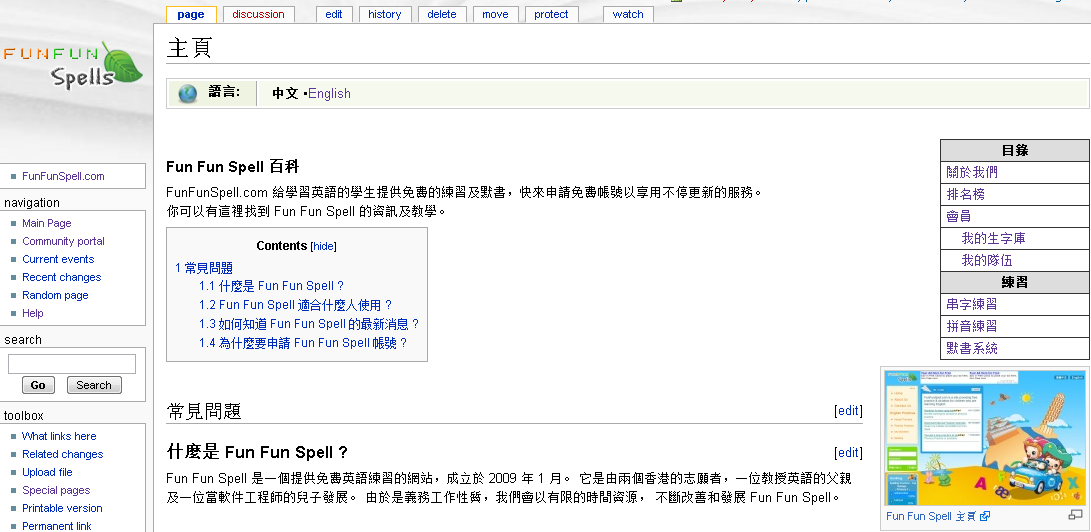 page discussion edit history delete move protect watch
FUNFUN
Spells
主頁
語言: 中文 •English
FunFunSpell.com
navigation
Main Page
Community portal
Current events
Recent changes
Random page
Help
search
Go Search
toolbox
What links here
Related changes
Upload file
Special pages
Printable version
Permanent link
Fun Fun Spell 百科
FunFunSpell.com 給學習英語的學生提供免費的練習及默書，快來申請免費帳號以享用不停更新的服務。
你可以有這裡找到 Fun Fun Spell 的資訊及教學。
Contents [hide]
1 常見問題
1.1 什麼是 Fun Fun Spell ?
1.2 Fun Fun Spell 適合什麼人使用 ?
1.3 如何知道 Fun Fun Spell 的最新消息 ?
1.4 為什麼要申請 Fun Fun Spell 帳號 ?
目錄
關於我們
排名榜
會員
我的生字庫
我的隊伍
練習
串字練習
拼音練習
默書系統
Fun Fun Spell 主頁
常見問題 [edit]
什麼是 Fun Fun Spell ? [edit]
Fun Fun Spell 是一個提供免費英語練習的網站，成立於 2009 年 1 月。 它是由兩個香港的志願者，一位教授英語的父親
及一位當軟件工程師的兒子發展。 由於是義務工作性質，我們會以有限的時間資源， 不斷改善和發展 Fun Fun Spell。